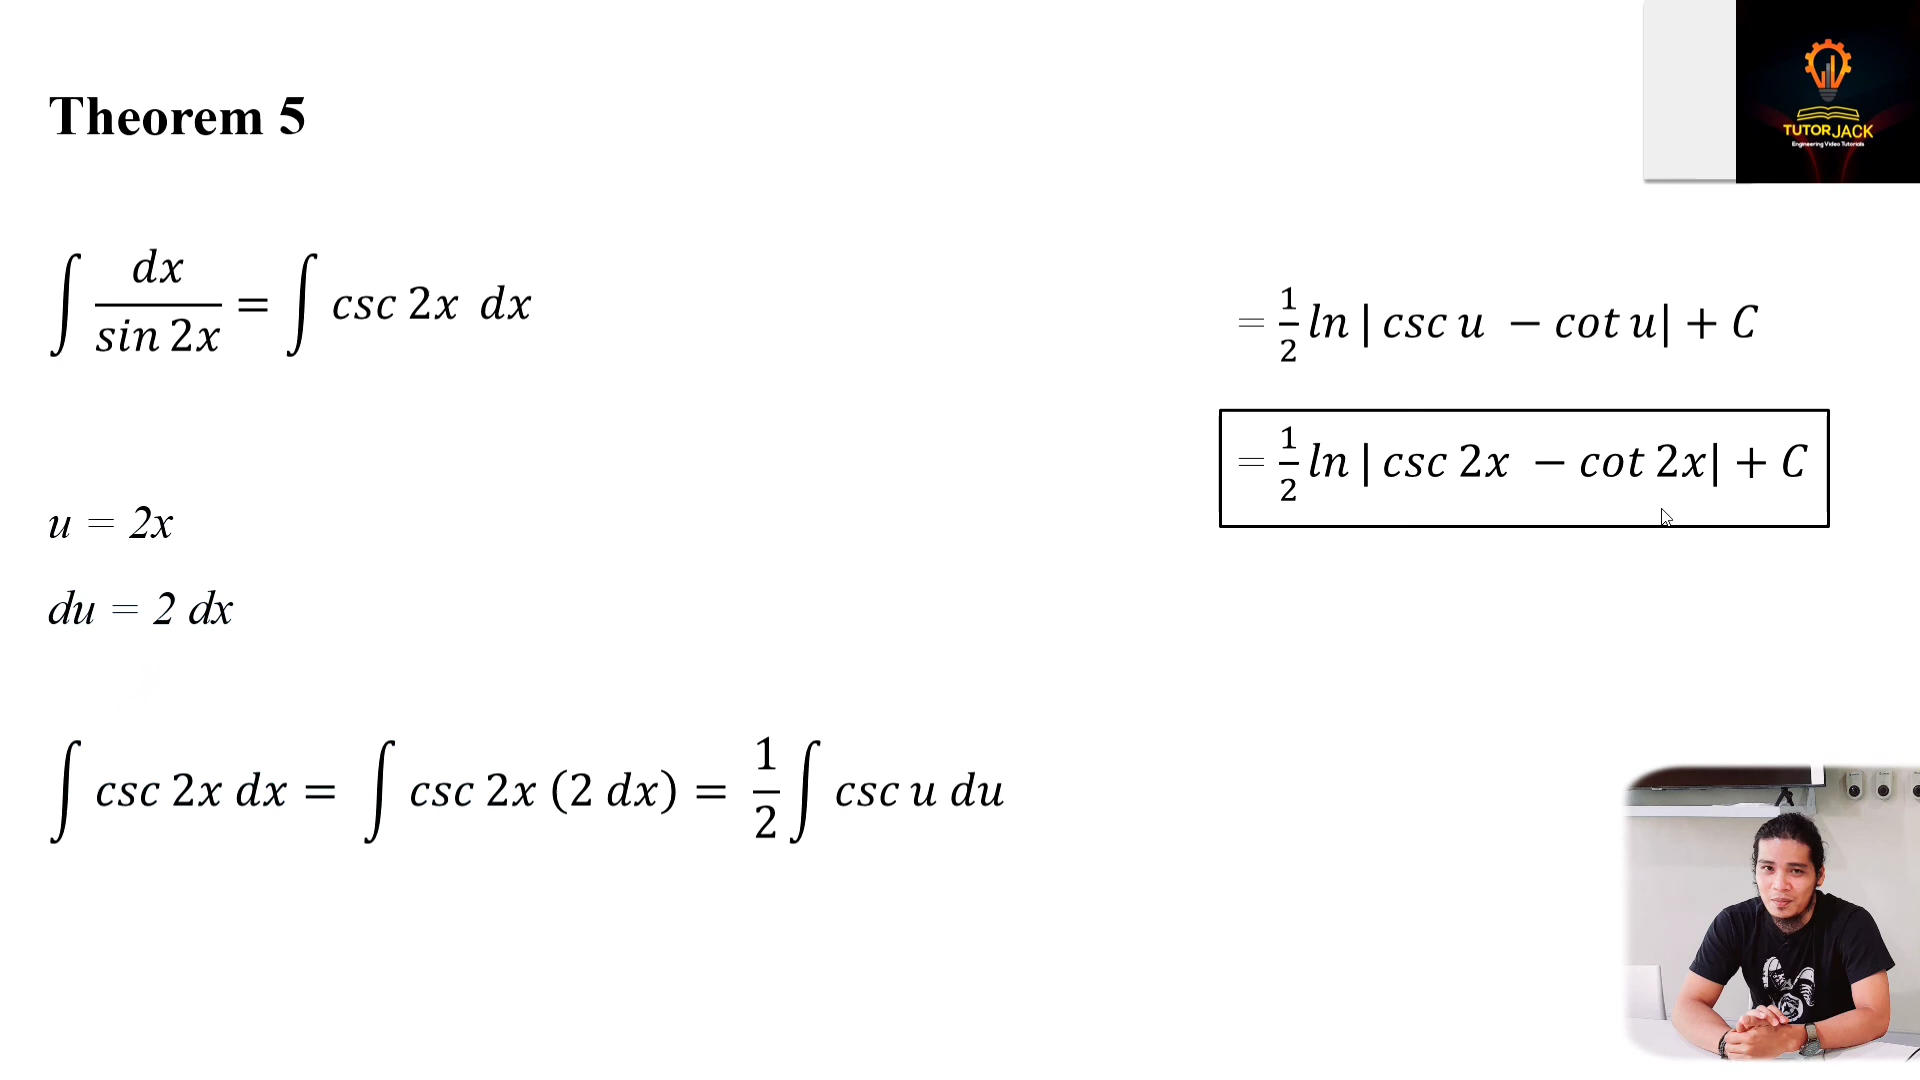 Theorem 5
TUTORJACK
Engineering Video Tutorials
∫ dx/sin 2x = ∫ csc 2x dx
u = 2x
du = 2 dx
∫ csc 2x dx = ∫ csc 2x (2 dx) = 1/2 ∫ csc u du
= 1/2 ln | csc u − cot u| + C
= 1/2 ln | csc 2x − cot 2x| + C